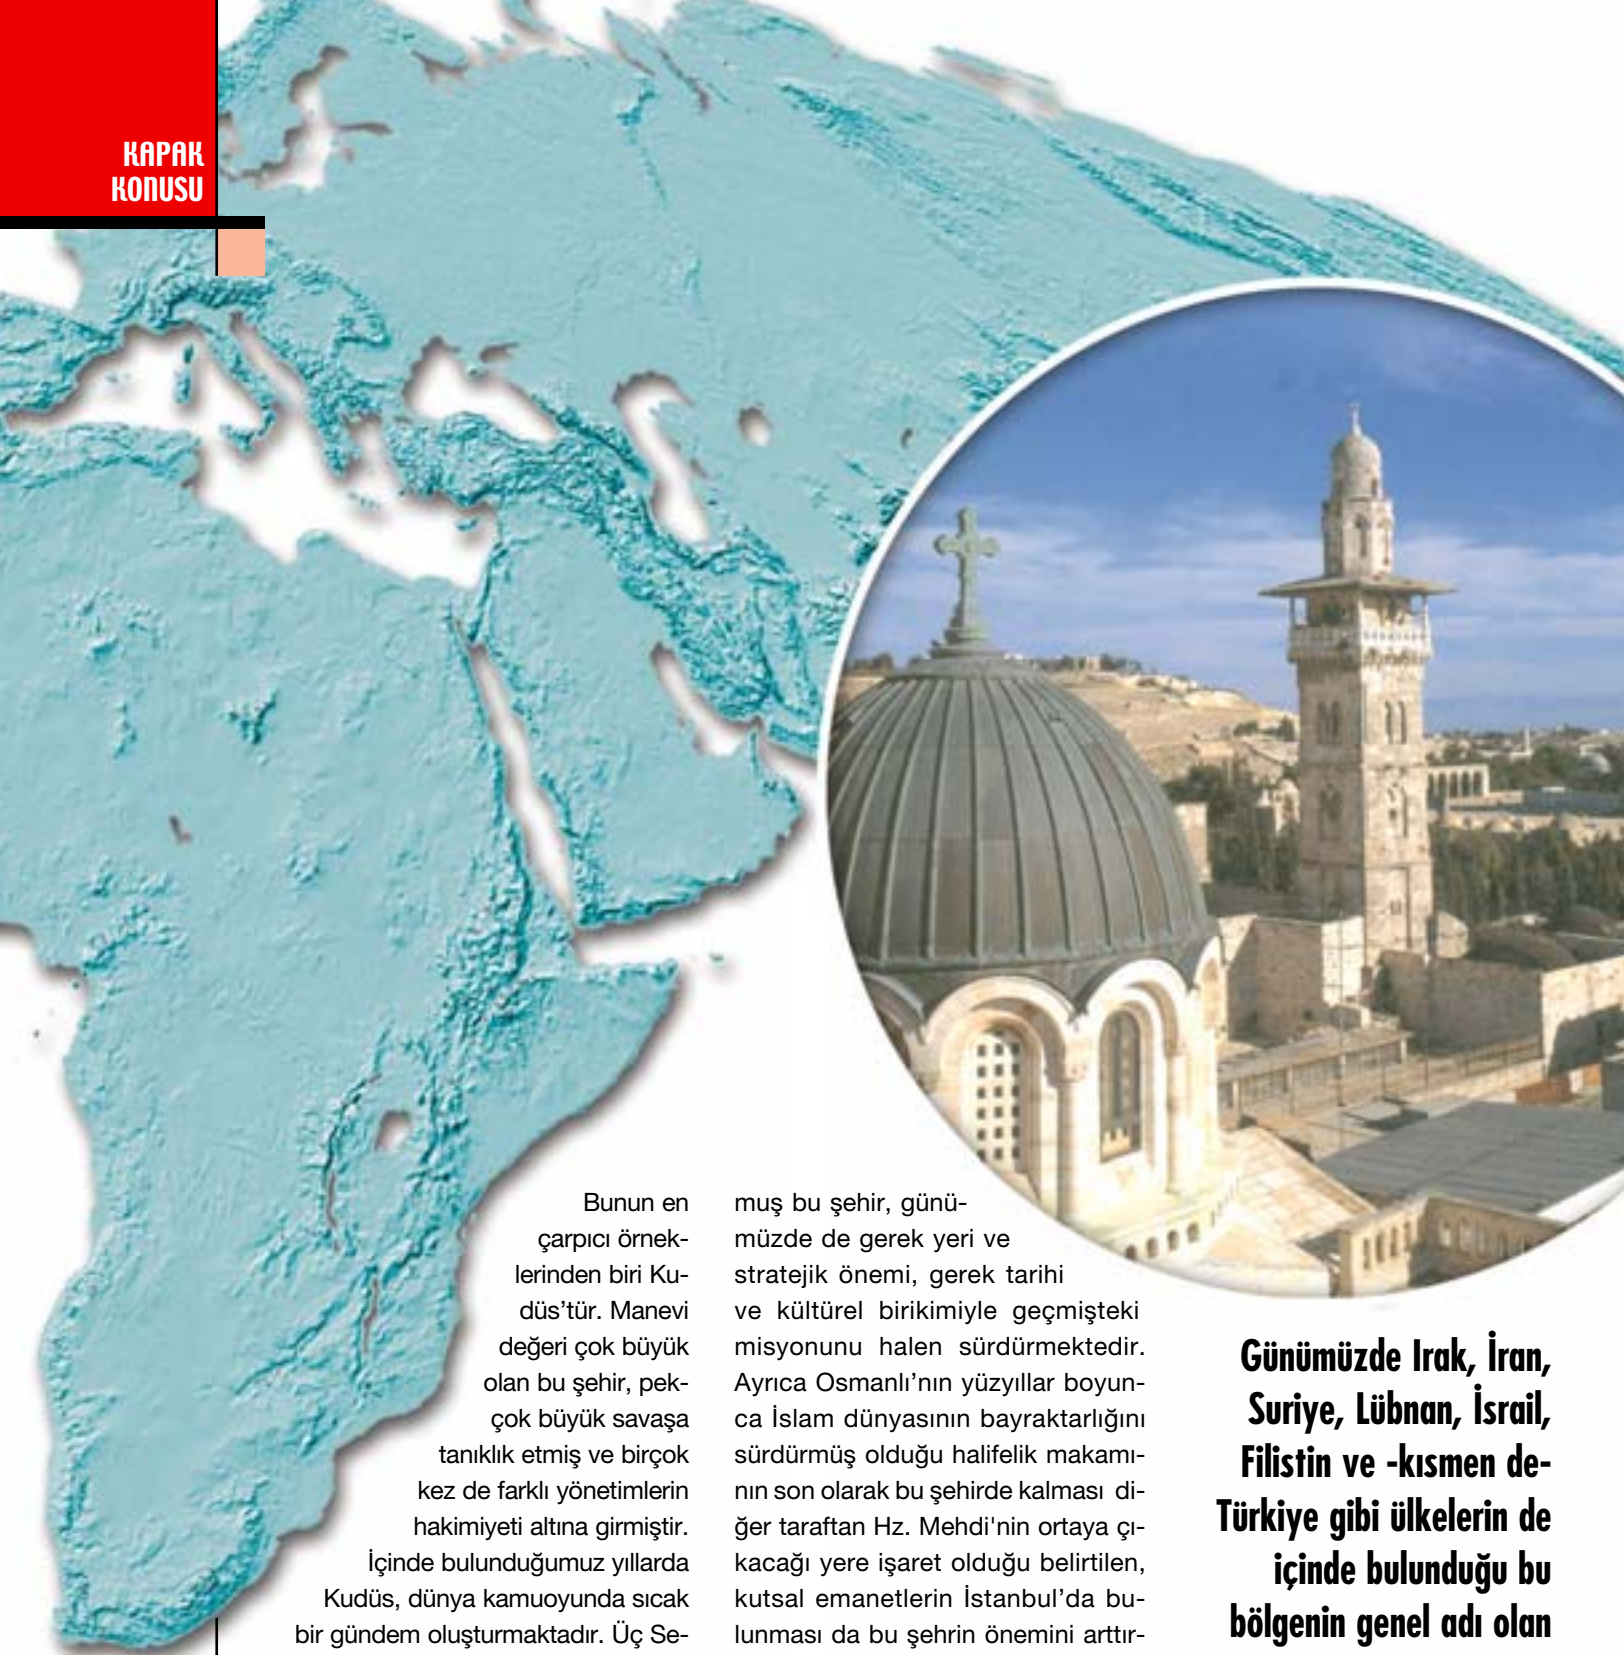 KAPAK
KONUSU
Bunun en
çarpıcı örnek-
lerinden biri Ku-
düs’tür. Manevi
değeri çok büyük
olan bu şehir, pek-
çok büyük savaşa
tanıklık etmiş ve birçok
kez de farklı yönetimlerin
hakimiyeti altına girmiştir.
İçinde bulunduğumuz yıllarda
Kudüs, dünya kamuoyunda sıcak
bir gündem oluşturmaktadır. Üç Se-
muş bu şehir, günü-
müzde de gerek yeri ve
stratejik önemi, gerek tarihi
ve kültürel birikimiyle geçmişteki
misyonunu halen sürdürmektedir.
Ayrıca Osmanlı’nın yüzyıllar boyun-
ca İslam dünyasının bayraktarlığını
sürdürmüş olduğu halifelik makamı-
nın son olarak bu şehirde kalması di-
ğer taraftan Hz. Mehdi'nin ortaya çı-
kacağı yere işaret olduğu belirtilen,
kutsal emanetlerin İstanbul’da bu-
lunması da bu şehrin önemini arttır-
Günümüzde Irak, İran,
Suriye, Lübnan, İsrail,
Filistin ve -kısmen de-
Türkiye gibi ülkelerin de
içinde bulunduğu bu
bölgenin genel adı olan